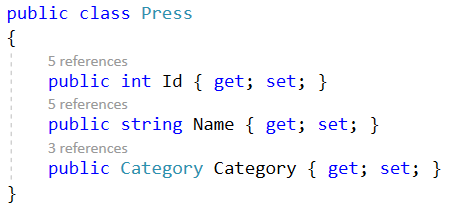 public class Press
{
5 references
public int Id { get; set; }
5 references
public string Name { get; set; }
3 references
public Category Category { get; set; }
}